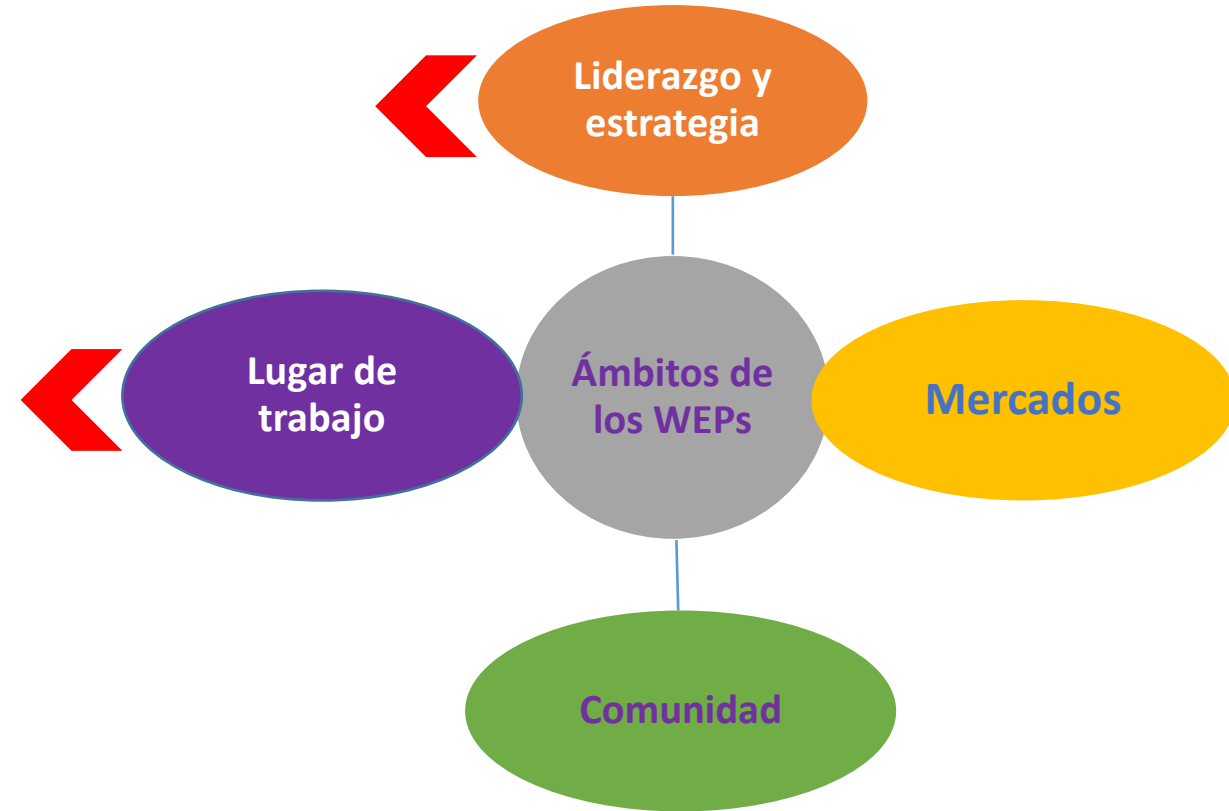 Liderazgo y
estrategia
Lugar de
trabajo
Ámbitos de
los WEPs
Mercados
Comunidad